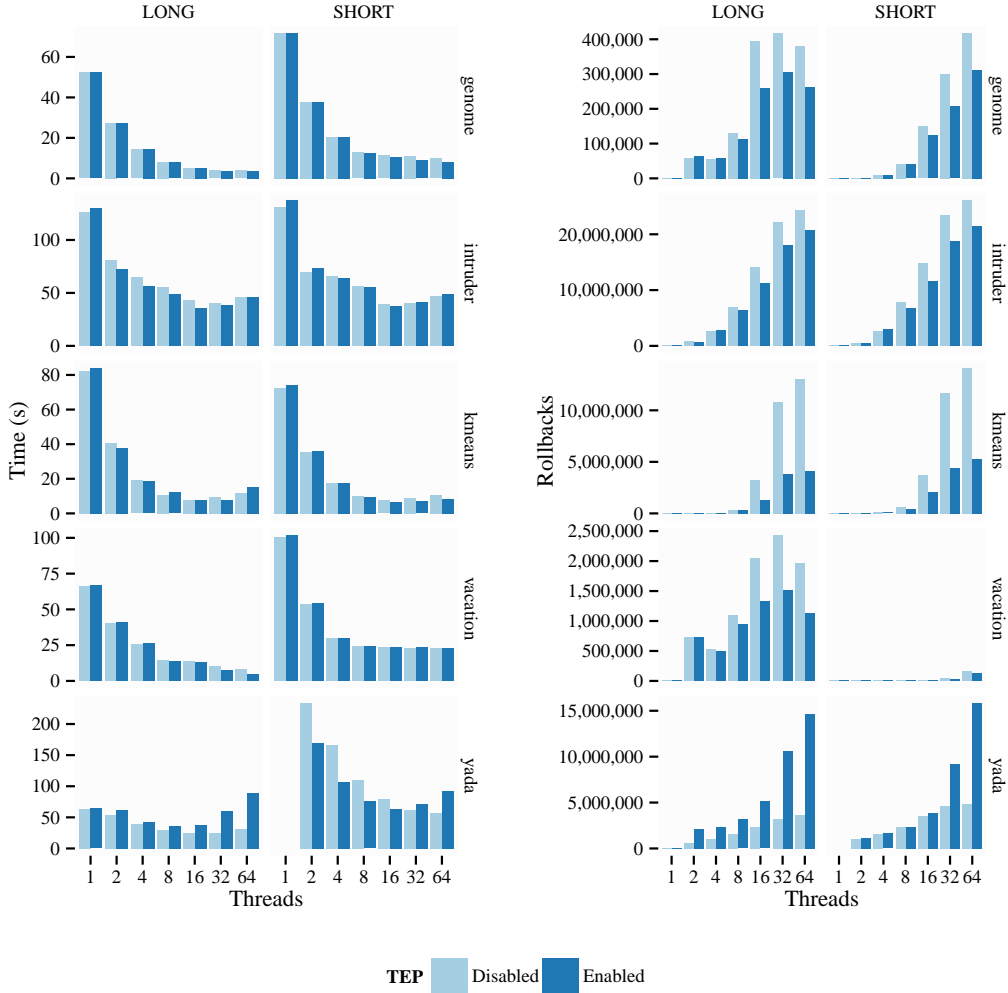 LONG SHORT LONG SHORT
60
40
20
0
genome
400,000
300,000
200,000
100,000
0
genome
100
50
0
intruder
20,000,000
10,000,000
0
intruder
80
60
40
20
0
kmeans
10,000,000
5,000,000
0
kmeans
100
75
50
25
0
vacation
2,500,000
2,000,000
1,500,000
1,000,000
500,000
0
vacation
200
150
100
50
0
yada
15,000,000
10,000,000
5,000,000
0
yada
Time (s)
Rollbacks
1 2 4 8 16 32 64 1 2 4 8 16 32 64 1 2 4 8 16 32 64 1 2 4 8 16 32 64
Threads Threads
TEP Disabled Enabled